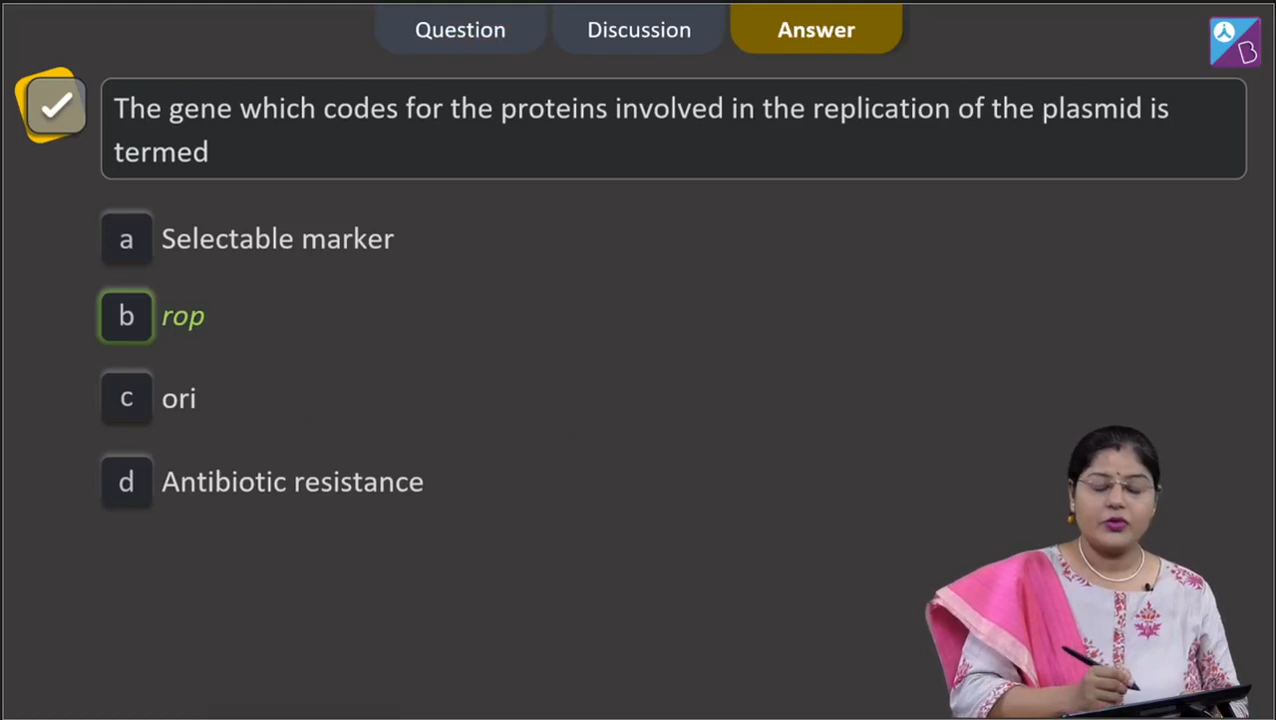 Question Discussion Answer
The gene which codes for the proteins involved in the replication of the plasmid is
termed
a Selectable marker
b rop
c ori
d Antibiotic resistance
B